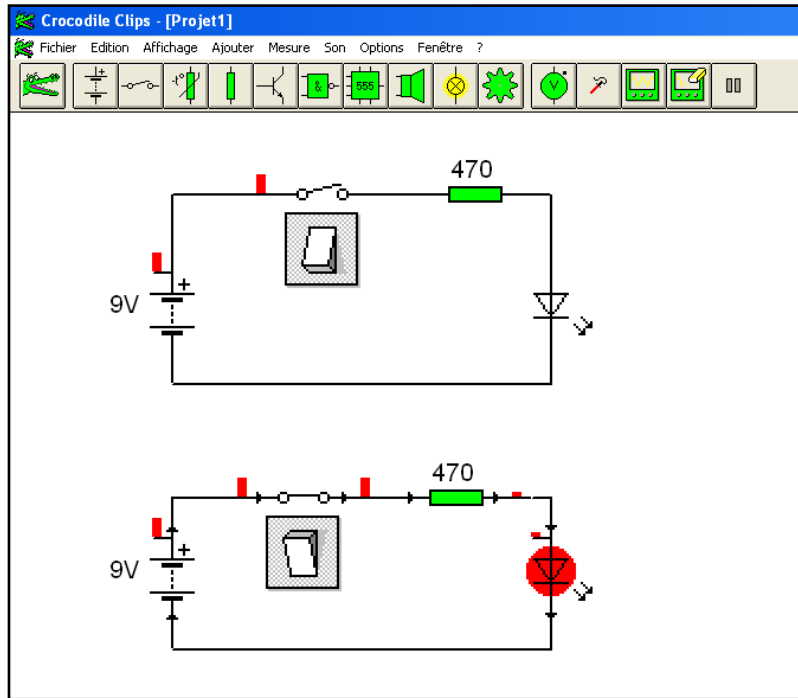 Crocodile Clips - [Projet1]
Fichier Edition Affichage Ajouter Mesure Son Options Fenêtre ?
+ t° & 555 V
470
+
9V
470
+
9V